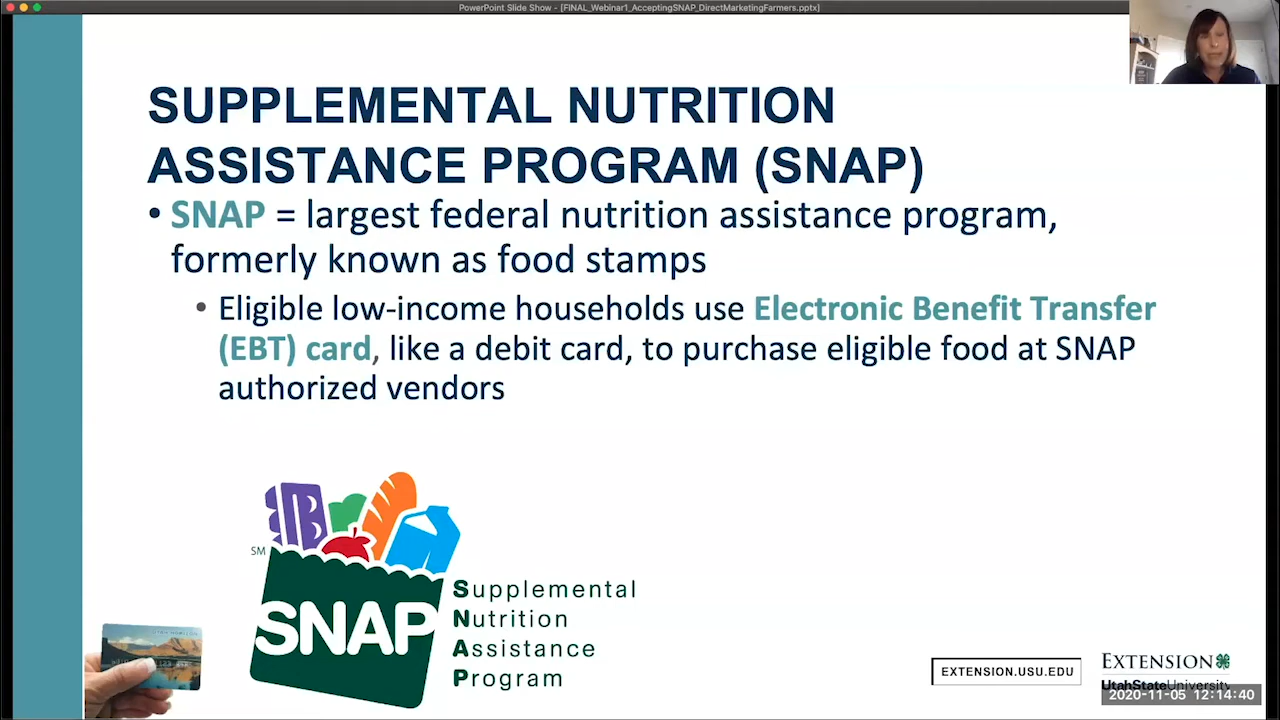 PowerPoint Slide Show - [FINAL_Webinar1_AcceptingSNAP_DirectMarketingFarmers.pptx]
SUPPLEMENTAL NUTRITION
ASSISTANCE PROGRAM (SNAP)
• SNAP = largest federal nutrition assistance program,
formerly known as food stamps
• Eligible low-income households use Electronic Benefit Transfer
(EBT) card, like a debit card, to purchase eligible food at SNAP
authorized vendors
SM
SNAP
Supplemental
Nutrition
Assistance
Program
EXTENSION.USU.EDU
EXTENSION
UtahStateUniversity
2020-11-05 12:14:40